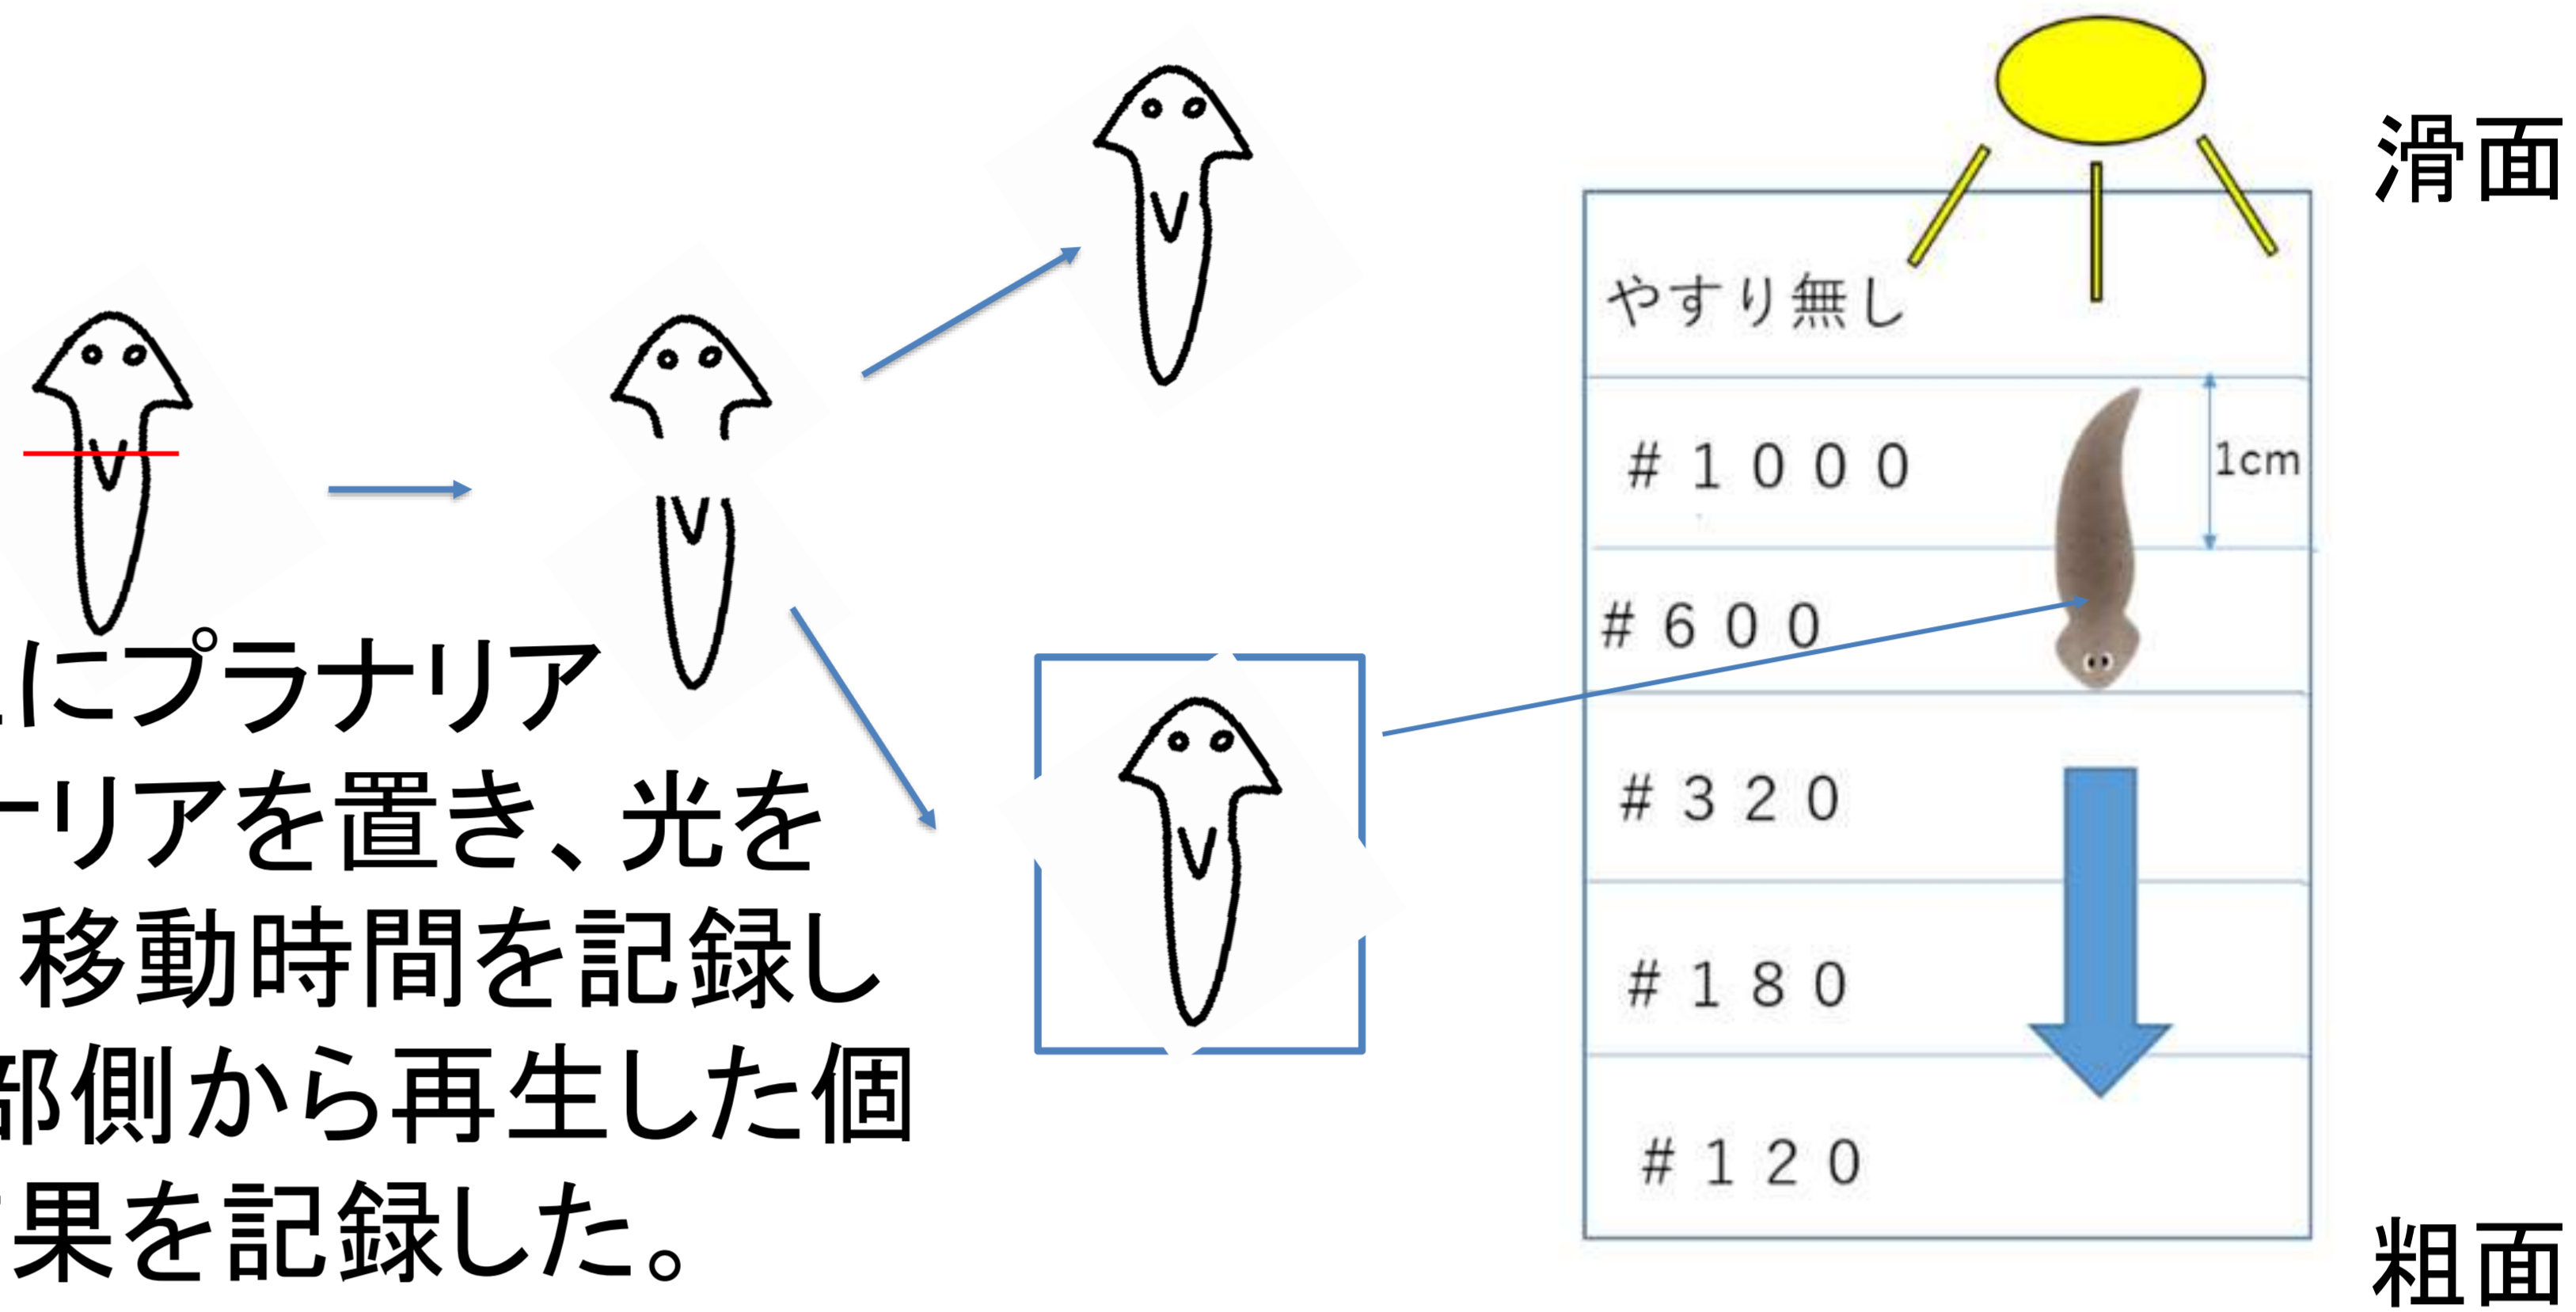 にプラナリア
ナリアを置き、光を
移動時間を記録し
部側から再生した個
果を記録した。
滑面
やすり無し
#1000
1cm
#600
#320
#180
#120
粗面